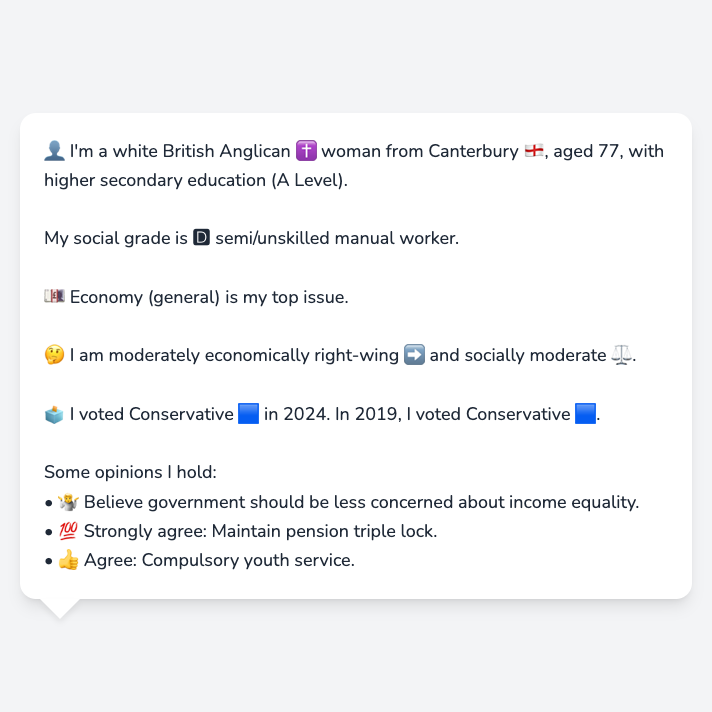 👤 I'm a white British Anglican ✝️ woman from Canterbury 🏴󠁧󠁢󠁥󠁮󠁧󠁿, aged 77, with
higher secondary education (A Level).
My social grade is 🅳 semi/unskilled manual worker.
💷 Economy (general) is my top issue.
🤔 I am moderately economically right-wing ➡️ and socially moderate ⚖️.
🗳️ I voted Conservative 🟦 in 2024. In 2019, I voted Conservative 🟦.
Some opinions I hold:
• 🤷 Believe government should be less concerned about income equality.
• 💯 Strongly agree: Maintain pension triple lock.
• 👍 Agree: Compulsory youth service.